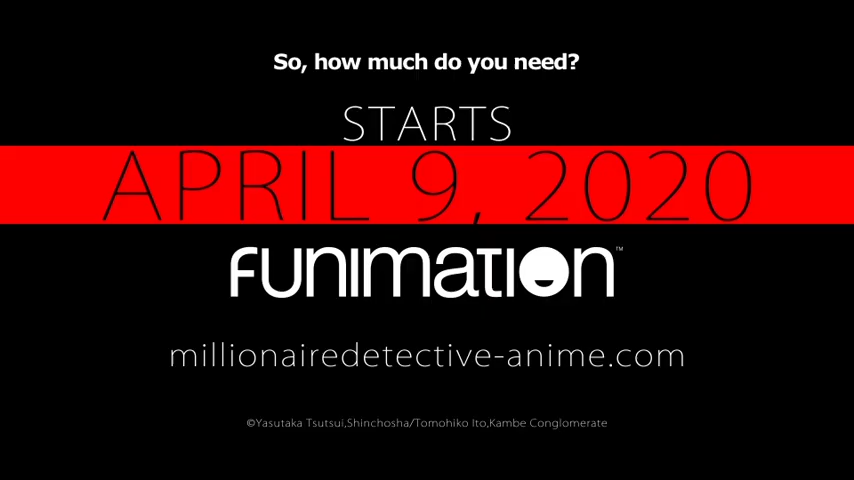 So, how much do you need?
STARTS
APRIL 9, 2020
FUNIMATION™
millionairedetective-anime.com
©Yasutaka Tsutsui,Shinchosha/Tomohiko Ito,Kambe Conglomerate